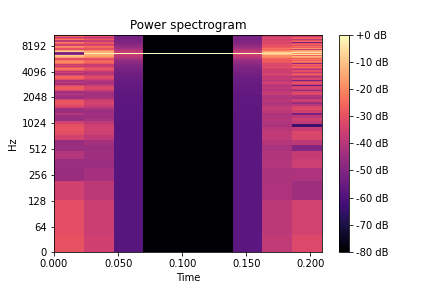 Power spectrogram
8192
4096
2048
1024
512
256
128
64
0
Hz
0.000 0.050 0.100 0.150 0.200
Time
+0 dB
-10 dB
-20 dB
-30 dB
-40 dB
-50 dB
-60 dB
-70 dB
-80 dB